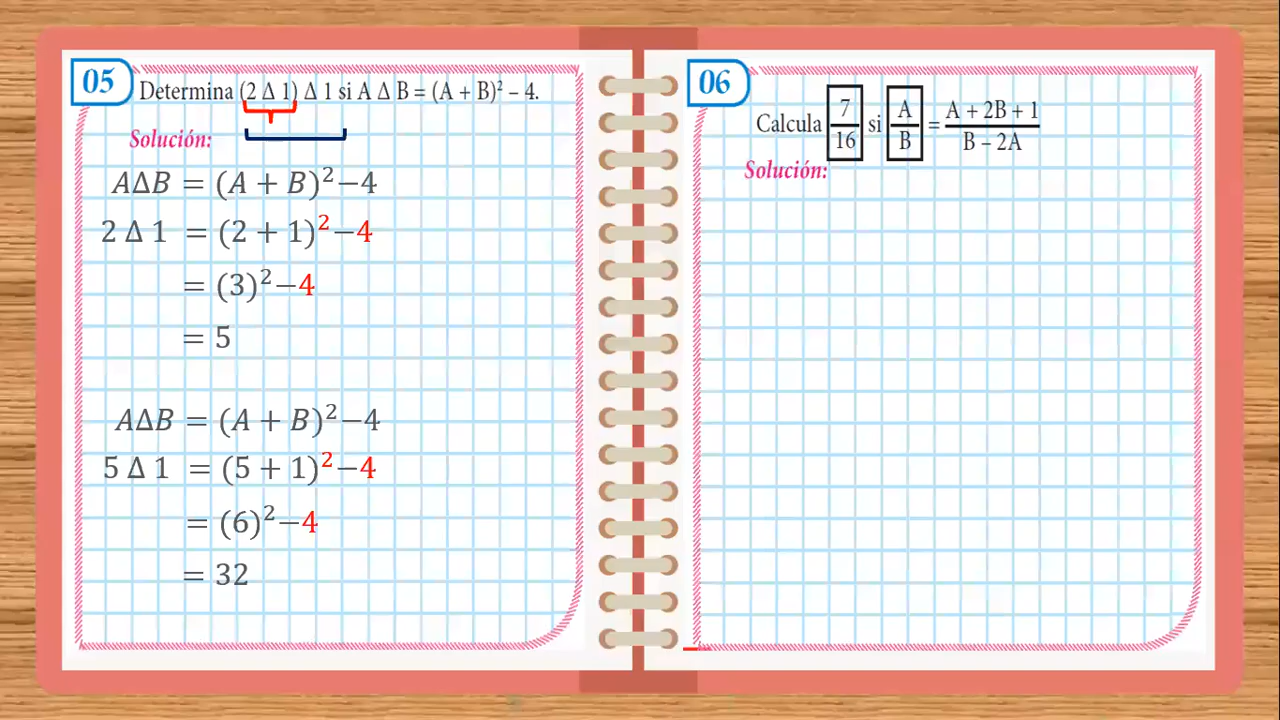 05
Determina (2 Δ 1) Δ 1 si A Δ B = (A + B)² – 4.
Solución:
AΔB = (A + B)²−4
2 Δ 1 = (2 + 1)²−4
= (3)²−4
= 5
AΔB = (A + B)²−4
5 Δ 1 = (5 + 1)²−4
= (6)²−4
= 32
06
Calcula 7/16 si A/B = A + 2B + 1 / B – 2A
Solución: